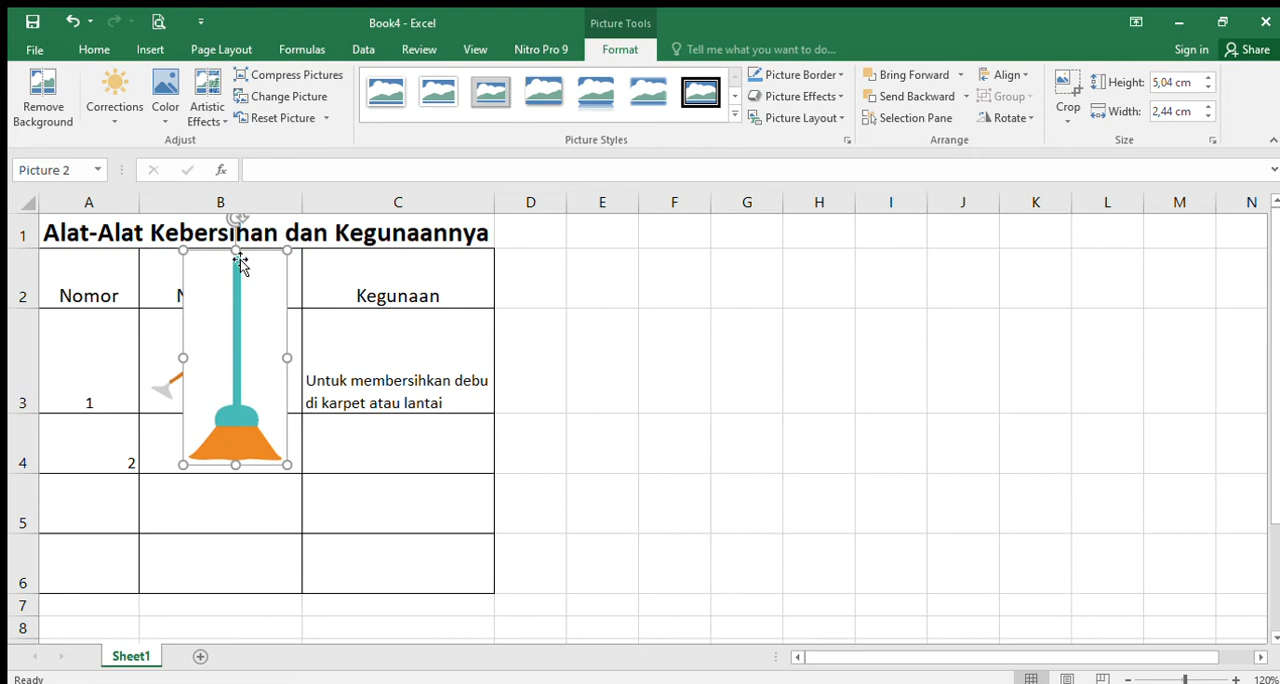 Book4 - Excel
Picture Tools
File Home Insert Page Layout Formulas Data Review View Nitro Pro 9 Format Tell me what you want to do... Sign in Share
Remove Background
Corrections
Color
Artistic Effects
Compress Pictures
Change Picture
Reset Picture
Adjust
Picture Border
Picture Effects
Picture Layout
Picture Styles
Bring Forward
Send Backward
Selection Pane
Align
Group
Rotate
Arrange
Crop
Height: 5,04 cm
Width: 2,44 cm
Size
Picture 2 fx
A B C D E F G H I J K L M N
1 Alat-Alat Kebersihan dan Kegunaannya
2 Nomor N Kegunaan
Untuk membersihkan debu
3 1 di karpet atau lantai
4 2
5
6
7
8
Sheet1
Ready 120%